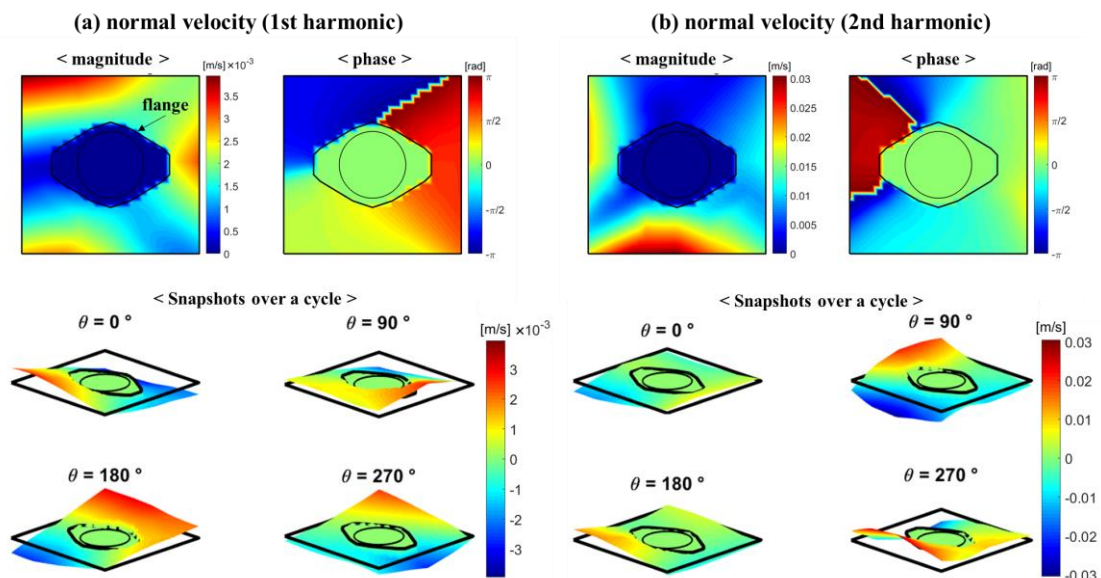 (a) normal velocity (1st harmonic)
(b) normal velocity (2nd harmonic)
< magnitude >
[m/s] ×10⁻³
< phase >
[rad]
< magnitude >
[m/s]
< phase >
[rad]
flange
3.5
3
2.5
2
1.5
1
0.5
0
π
π/2
0
-π/2
-π
0.03
0.025
0.02
0.015
0.01
0.005
0
π
π/2
0
-π/2
-π
< Snapshots over a cycle >
[m/s] ×10⁻³
θ = 0 °
θ = 90 °
θ = 180 °
θ = 270 °
3
2
1
0
-1
-2
-3
< Snapshots over a cycle >
[m/s]
θ = 0 °
θ = 90 °
θ = 180 °
θ = 270 °
0.03
0.02
0.01
0
-0.01
-0.02
-0.03